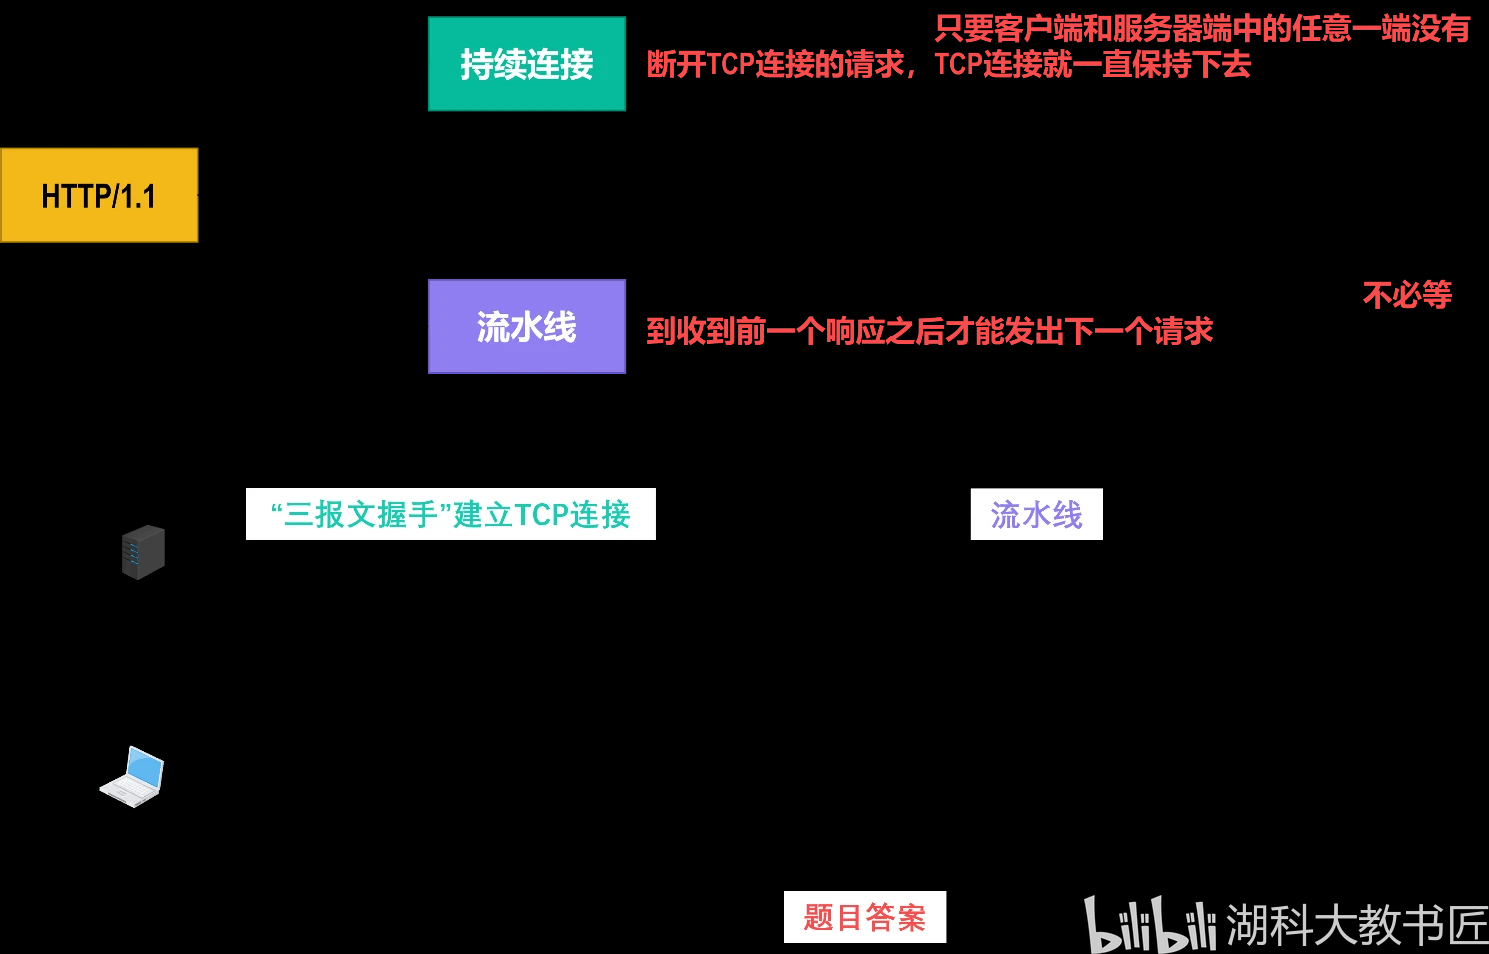 只要客户端和服务器端中的任意一端没有
持续连接
断开TCP连接的请求，TCP连接就一直保持下去
HTTP/1.1
不必等
流水线
到收到前一个响应之后才能发出下一个请求
“三报文握手”建立TCP连接
流水线
题目答案
bilibili 湖科大教书匠